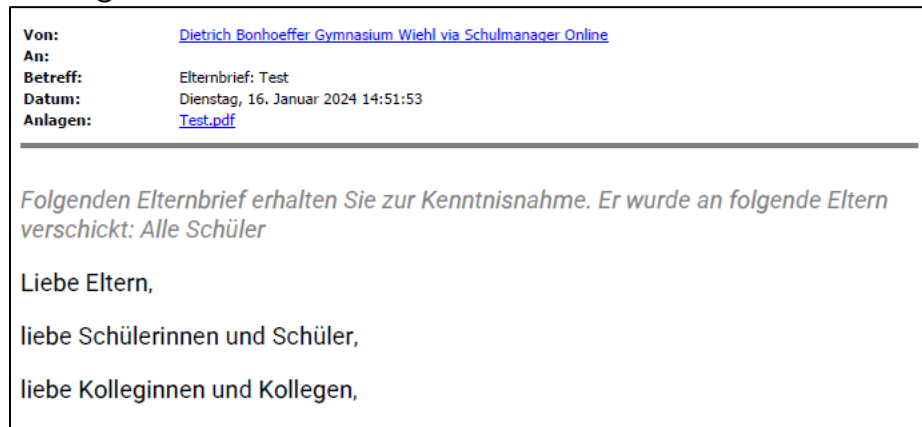 Von: Dietrich Bonhoeffer Gymnasium Wiehl via Schulmanager Online
An:
Betreff: Elternbrief: Test
Datum: Dienstag, 16. Januar 2024 14:51:53
Anlagen: Test.pdf
Folgenden Elternbrief erhalten Sie zur Kenntnisnahme. Er wurde an folgende Eltern
verschickt: Alle Schüler
Liebe Eltern,
liebe Schülerinnen und Schüler,
liebe Kolleginnen und Kollegen,